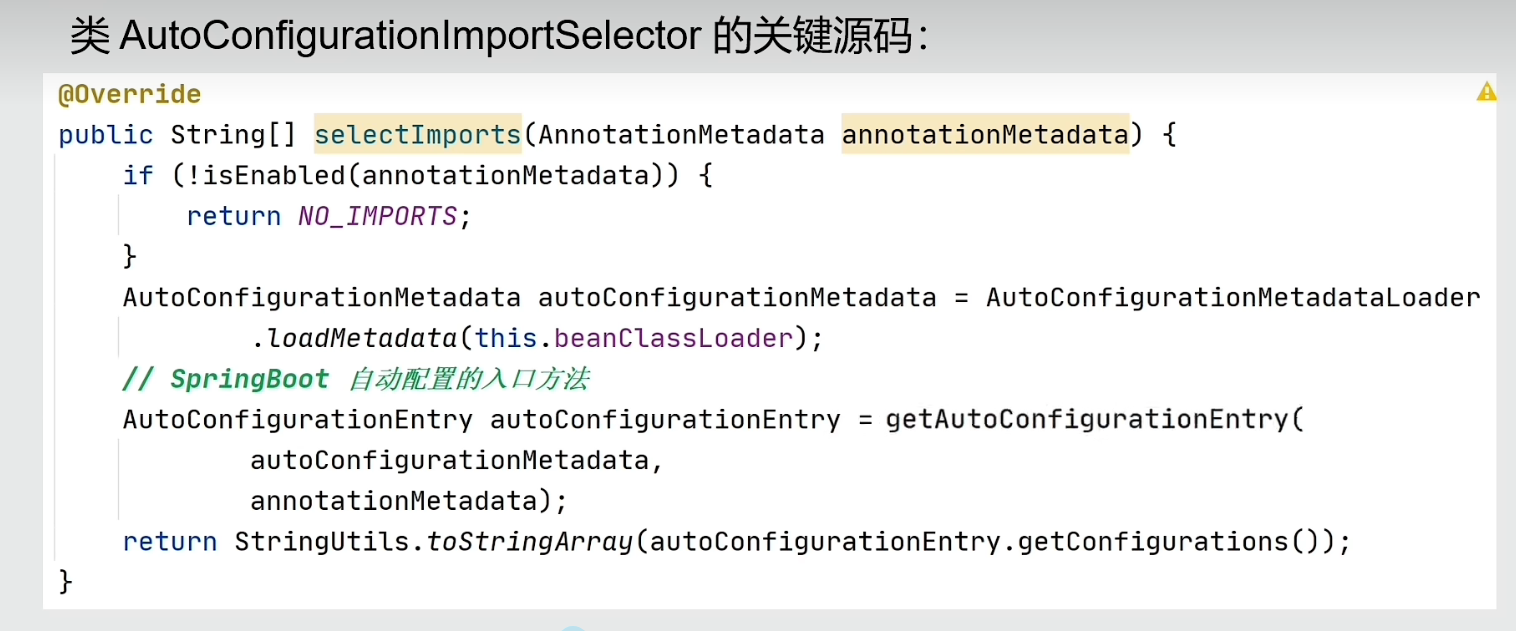 类 AutoConfigurationImportSelector 的关键源码：
@Override
public String[] selectImports(AnnotationMetadata annotationMetadata) {
if (!isEnabled(annotationMetadata)) {
return NO_IMPORTS;
}
AutoConfigurationMetadata autoConfigurationMetadata = AutoConfigurationMetadataLoader
.loadMetadata(this.beanClassLoader);
// SpringBoot 自动配置的入口方法
AutoConfigurationEntry autoConfigurationEntry = getAutoConfigurationEntry(
autoConfigurationMetadata,
annotationMetadata);
return StringUtils.toStringArray(autoConfigurationEntry.getConfigurations());
}